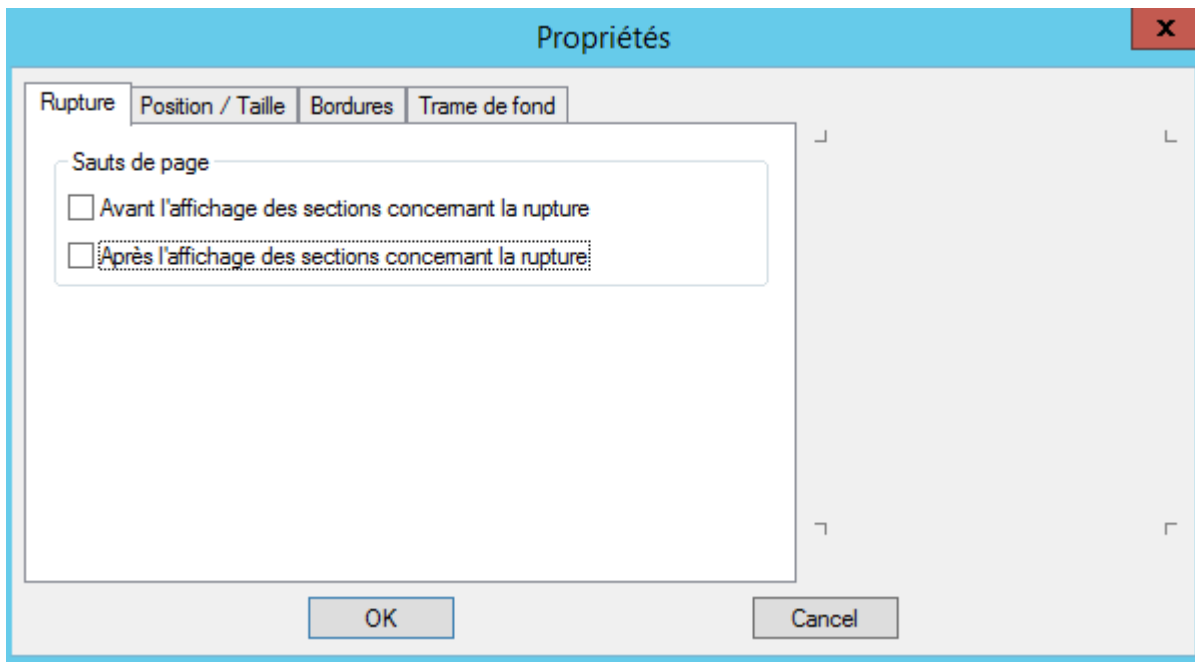 Propriétés
x
Rupture
Position / Taille
Bordures
Trame de fond
Sauts de page
Avant l'affichage des sections concernant la rupture
Après l'affichage des sections concernant la rupture
OK
Cancel